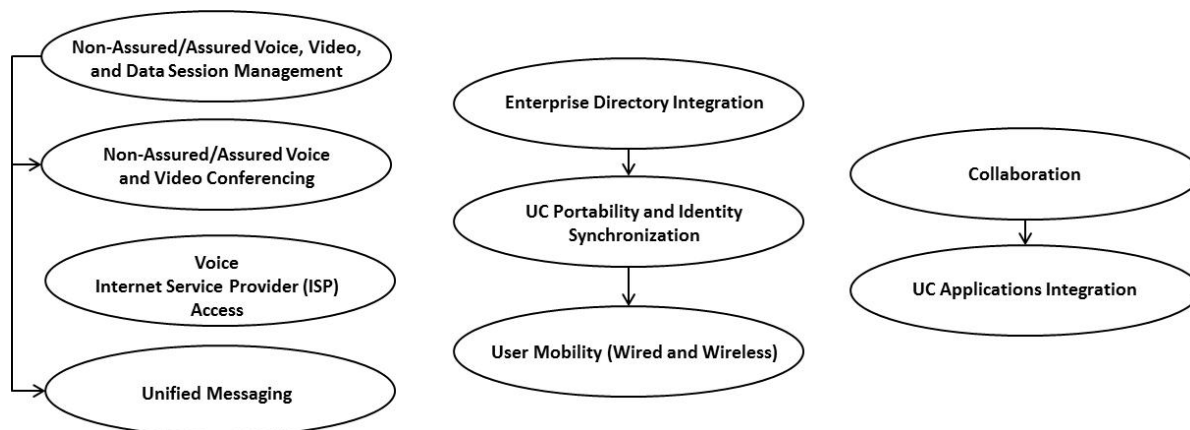 Non-Assured/Assured Voice, Video,
and Data Session Management
Non-Assured/Assured Voice
and Video Conferencing
Voice
Internet Service Provider (ISP)
Access
Unified Messaging
Enterprise Directory Integration
UC Portability and Identity
Synchronization
User Mobility (Wired and Wireless)
Collaboration
UC Applications Integration